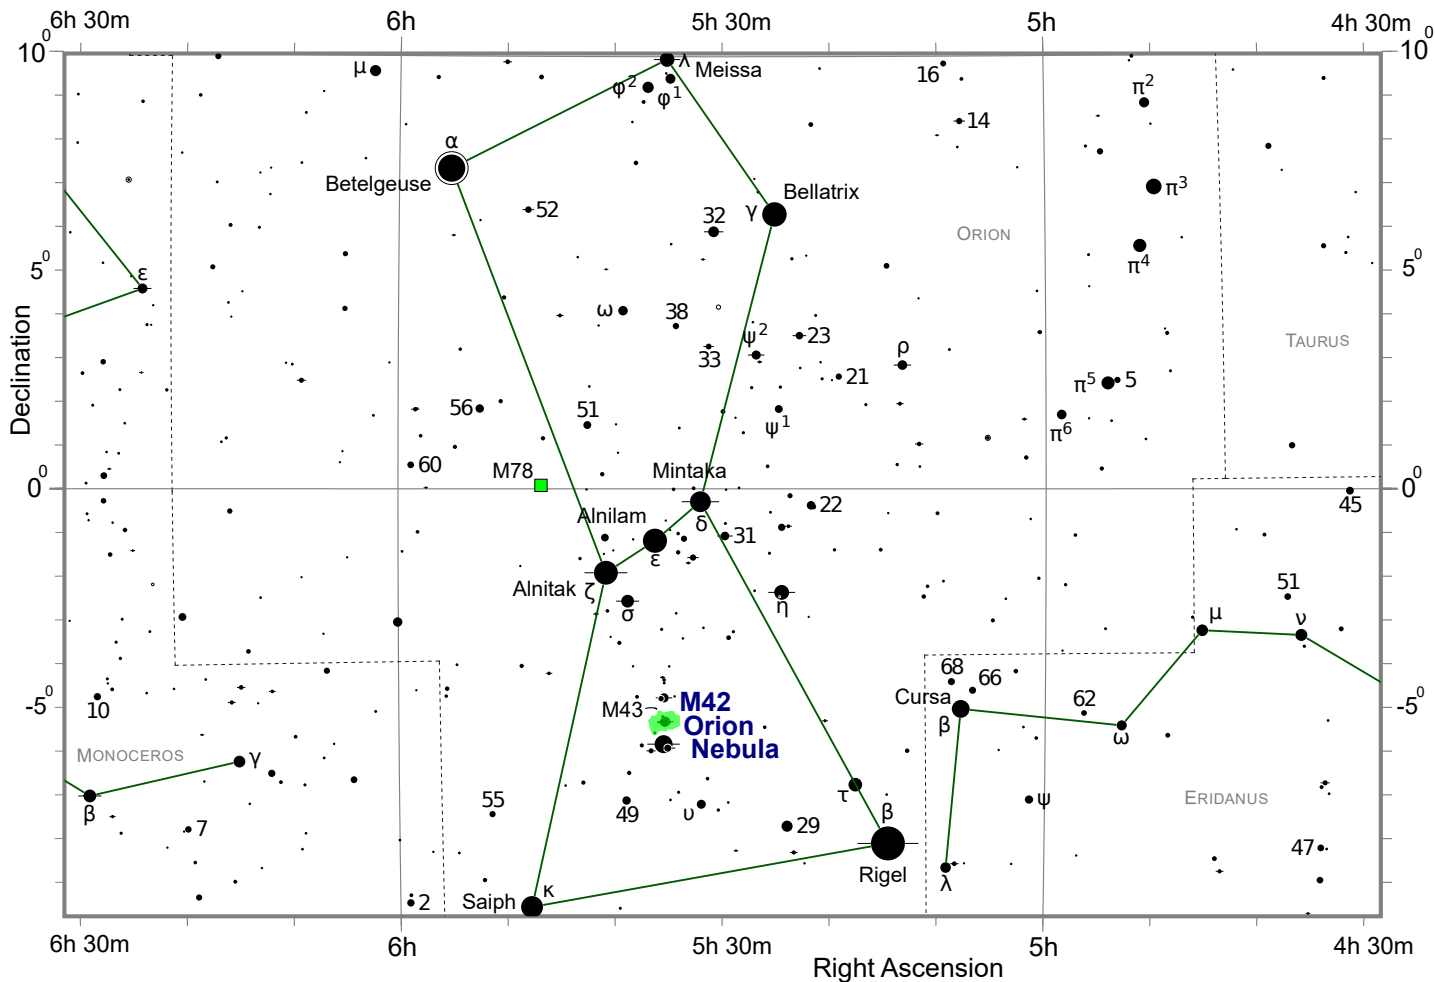 6h 30m 6h 5h 30m 5h 4h 30m
10⁰ 10⁰
μ λ Meissa 16
φ² φ¹ π²
14
α
Betelgeuse Bellatrix π³
52 32 γ
ORION
π⁴
5⁰ 5⁰
ε
ω 38
ψ² 23
33 ρ TAURUS
21 π⁵ 5
56 51 ψ¹ π⁶
60 M78 Mintaka
0⁰ 0⁰
Alnilam δ 22 45
31
ε
Alnitak ζ η 51
σ μ ν
68 66
-5⁰ -5⁰
10 M43 M42 Cursa 62
Orion β ω
Nebula
MONOCEROS γ
β τ β ψ ERIDANUS
55 49 υ
7 29 47
Rigel λ
2 Saiph κ
6h 30m 6h 5h 30m 5h 4h 30m
Right Ascension
Declination